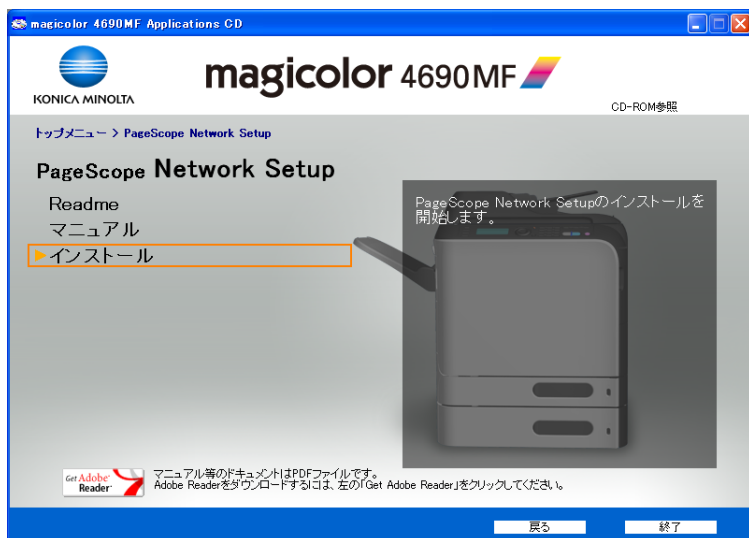 magicolor 4690MF Applications CD
KONICA MINOLTA
magicolor 4690MF
CD-ROM参照
トップメニュー > PageScope Network Setup
PageScope Network Setup
Readme
マニュアル
インストール
PageScope Network Setupのインストールを
開始します。
Get Adobe®
Reader®
マニュアル等のドキュメントはPDFファイルです。
Adobe Readerをダウンロードするには、左の「Get Adobe Reader」をクリックしてください。
戻る
終了